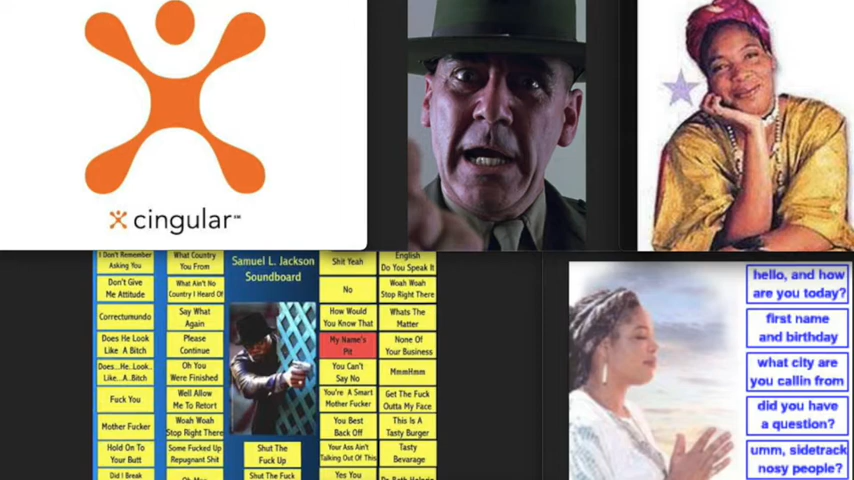 cingular™
I Don't Remember
Asking You
Don't Give
Me Attitude
Correctumundo
Does He Look
Like A Bitch
Does...He..Look..
Like...A..Bitch
Fuck You
Mother Fucker
Hold On To
Your Butt
Did I Break
What Country
You From
What Ain't No
Country I Heard Of
Say What
Again
Please
Continue
Oh You
Were Finished
Well Allow
Me To Retort
Woah Woah
Stop Right There
Some Fucked Up
Repugnant Shit
Samuel L. Jackson
Soundboard
Shut The
Fuck Up
Shut The Fuck
Shit Yeah
No
How Would
You Know That
My Name's
Pit
You Can't
Say No
You're A Smart
Mother Fucker
You Best
Back Off
Your Ass Ain't
Talking Out Of This
Yes You
English
Do You Speak It
Woah Woah
Stop Right There
Whats The
Matter
None Of
Your Business
MmmHm
Get The Fuck
Outta My Face
This Is A
Tasty Burger
Tasty
Bevarage
hello, and how
are you today?
first name
and birthday
what city are
you callin from
did you have
a question?
umm, sidetrack
nosy people?